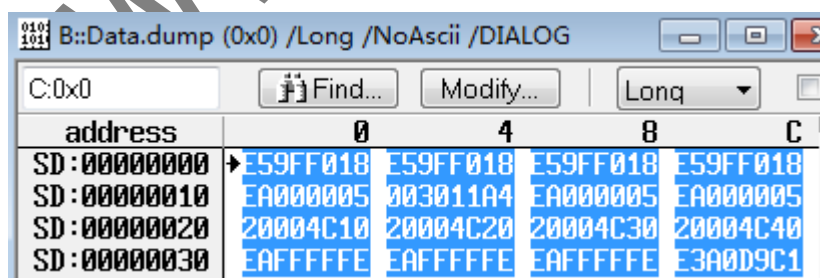 B::Data.dump (0x0) /Long /NoAscii /DIALOG
C:0x0 Find... Modify... Long
address 0 4 8 C
SD:00000000 E59FF018 E59FF018 E59FF018 E59FF018
SD:00000010 EA000005 003011A4 EA000005 EA000005
SD:00000020 20004C10 20004C20 20004C30 20004C40
SD:00000030 EAFFFFFE EAFFFFFE EAFFFFFE E3A0D9C1